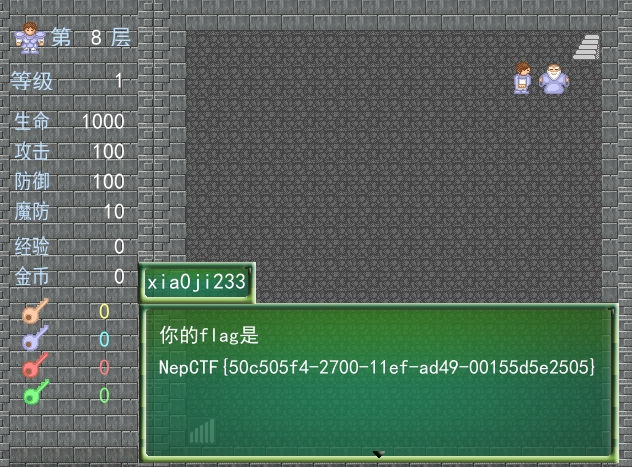 第 8 层
等级 1
生命 1000
攻击 100
防御 100
魔防 10
经验 0
金币 0
0
0
0
0
xia0ji233
你的flag是
NepCTF{50c505f4-2700-11ef-ad49-00155d5e2505}